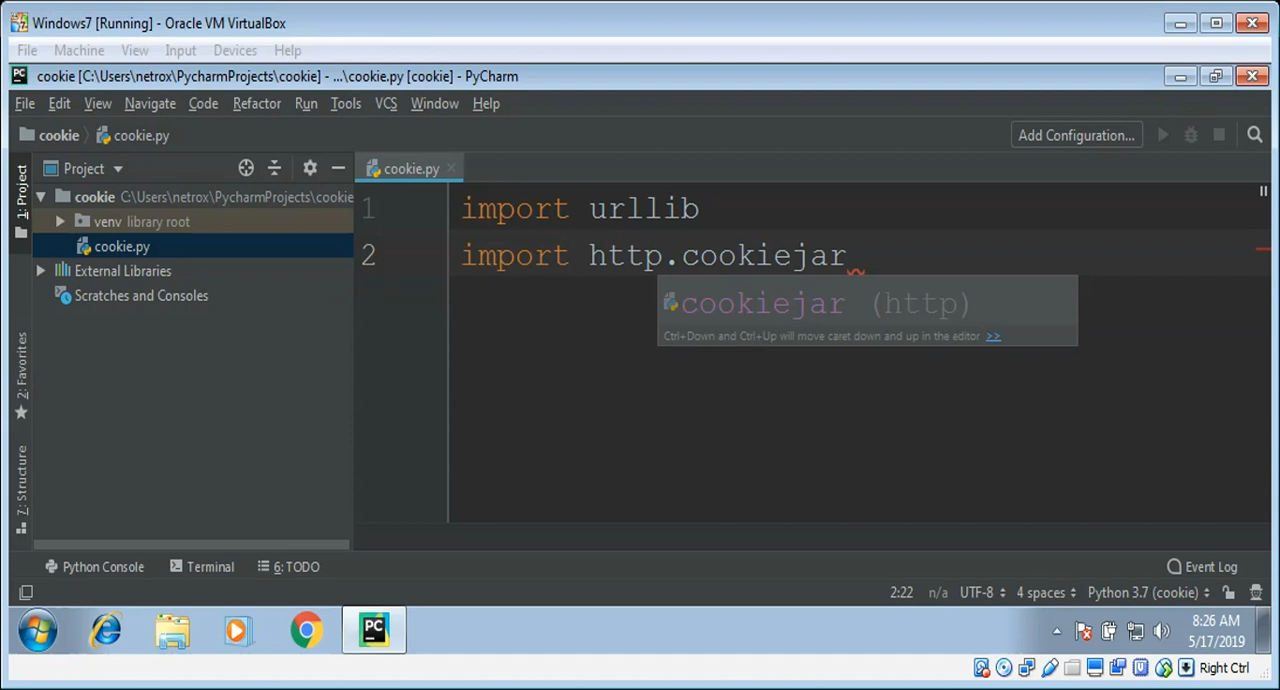 Windows7 [Running] - Oracle VM VirtualBox
File Machine View Input Devices Help
PC cookie [C:\Users\netrox\PycharmProjects\cookie] - ...\cookie.py [cookie] - PyCharm
File Edit View Navigate Code Refactor Run Tools VCS Window Help
cookie cookie.py Add Configuration...
1: Project
Project
cookie.py
cookie C:\Users\netrox\PycharmProjects\cookie
venv library root
cookie.py
External Libraries
Scratches and Consoles
1 import urllib
2 import http.cookiejar
cookiejar (http)
Ctrl+Down and Ctrl+Up will move caret down and up in the editor >>
2: Favorites
7: Structure
Python Console Terminal 6: TODO Event Log
2:22 n/a UTF-8 4 spaces Python 3.7 (cookie)
PC
8:26 AM
5/17/2019
Right Ctrl